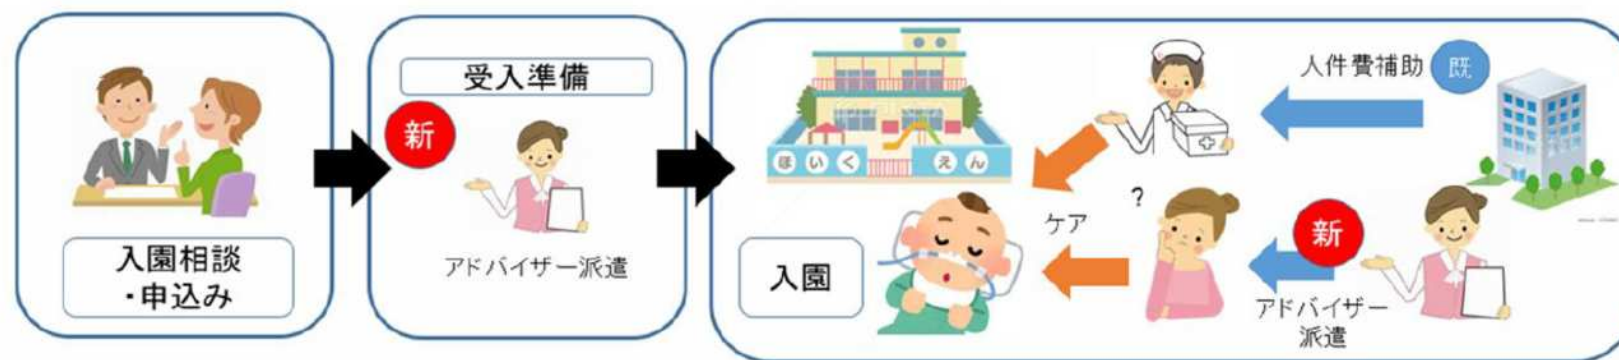 入園相談
・申込み
受入準備
新
アドバイザー派遣
ほいくえん
入園
ケア
?
人件費補助
既
新
アドバイザー
派遣